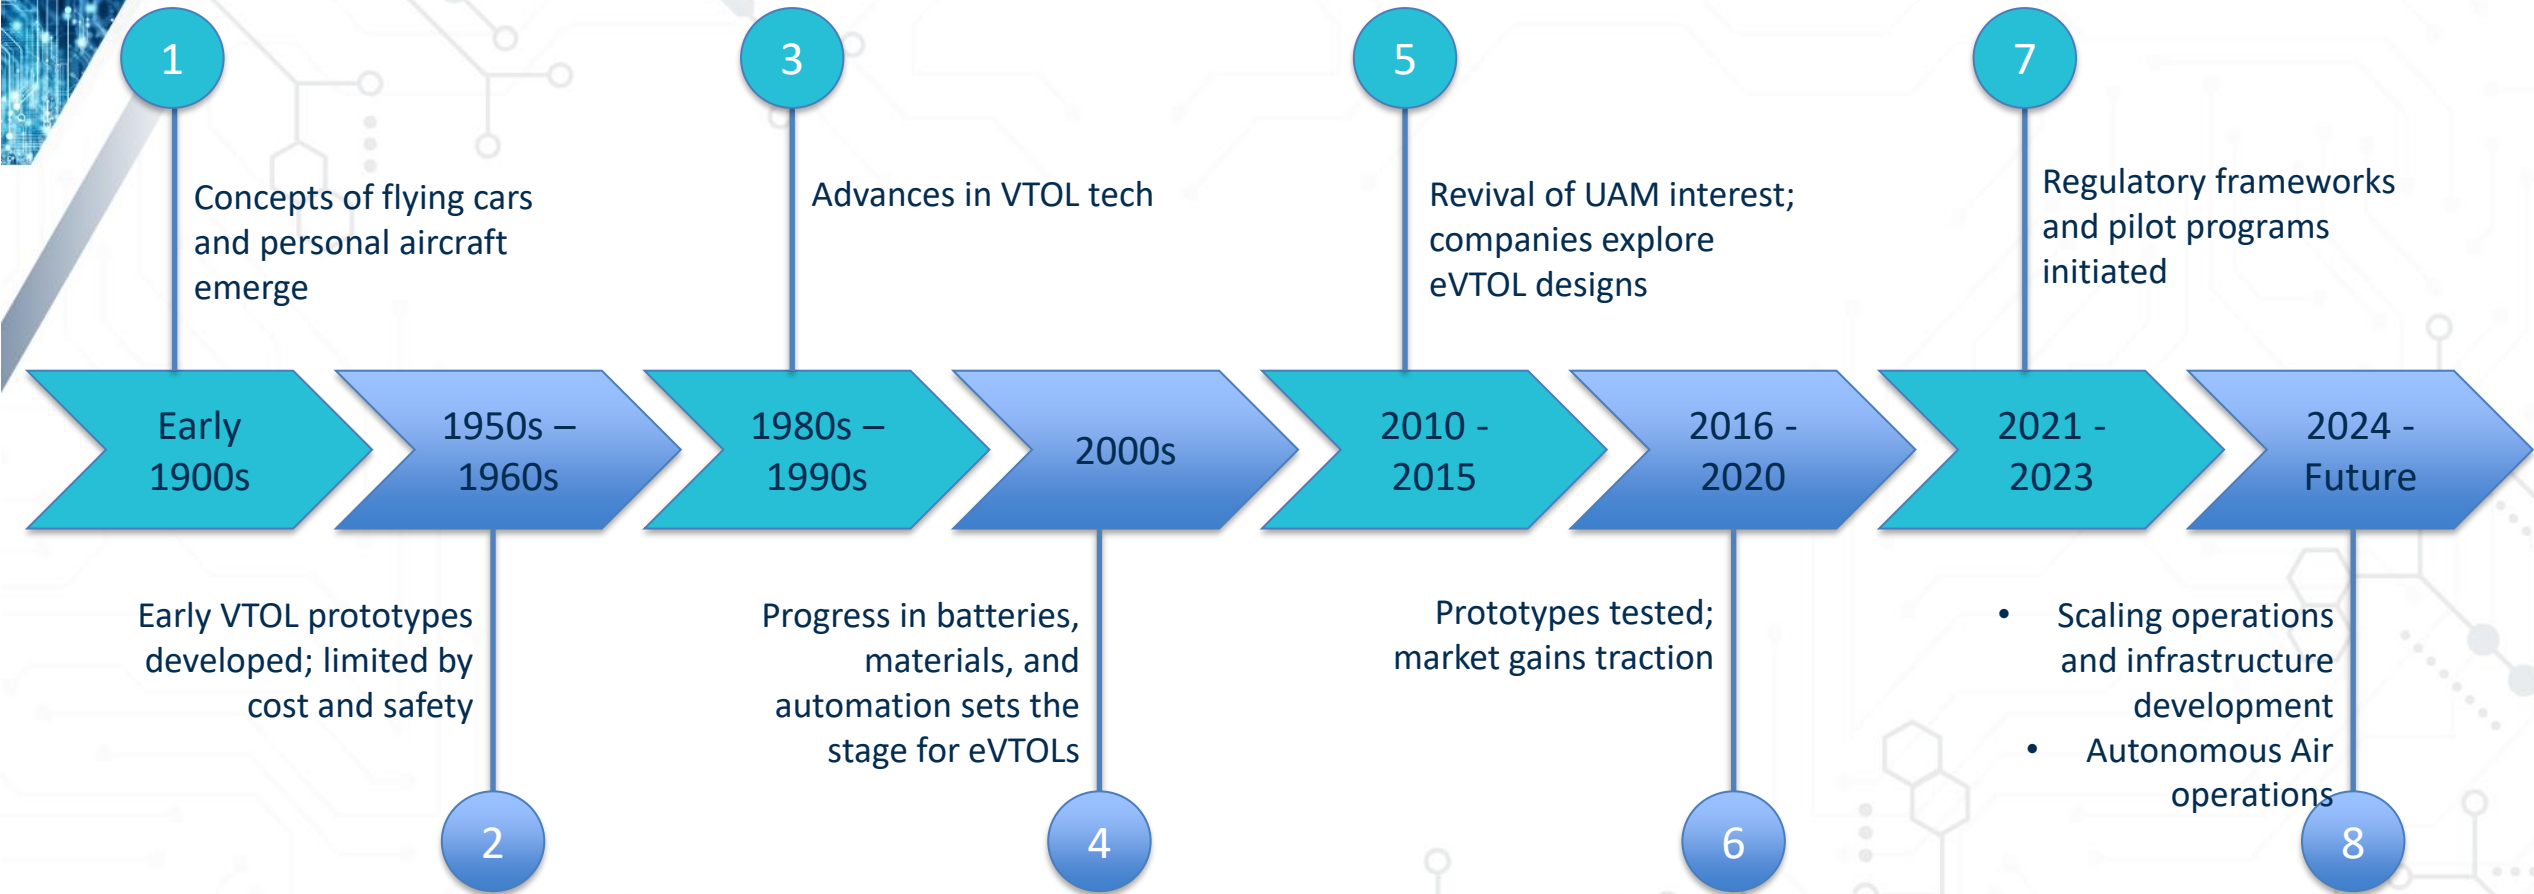 1
3
5
7
Concepts of flying cars
and personal aircraft
emerge
Advances in VTOL tech
Revival of UAM interest;
companies explore
eVTOL designs
Regulatory frameworks
and pilot programs
initiated
Early
1900s
1950s –
1960s
1980s –
1990s
2000s
2010 -
2015
2016 -
2020
2021 -
2023
2024 -
Future
Early VTOL prototypes
developed; limited by
cost and safety
Progress in batteries,
materials, and
automation sets the
stage for eVTOLs
Prototypes tested;
market gains traction
• Scaling operations
and infrastructure
development
• Autonomous Air
operations
2
4
6
8